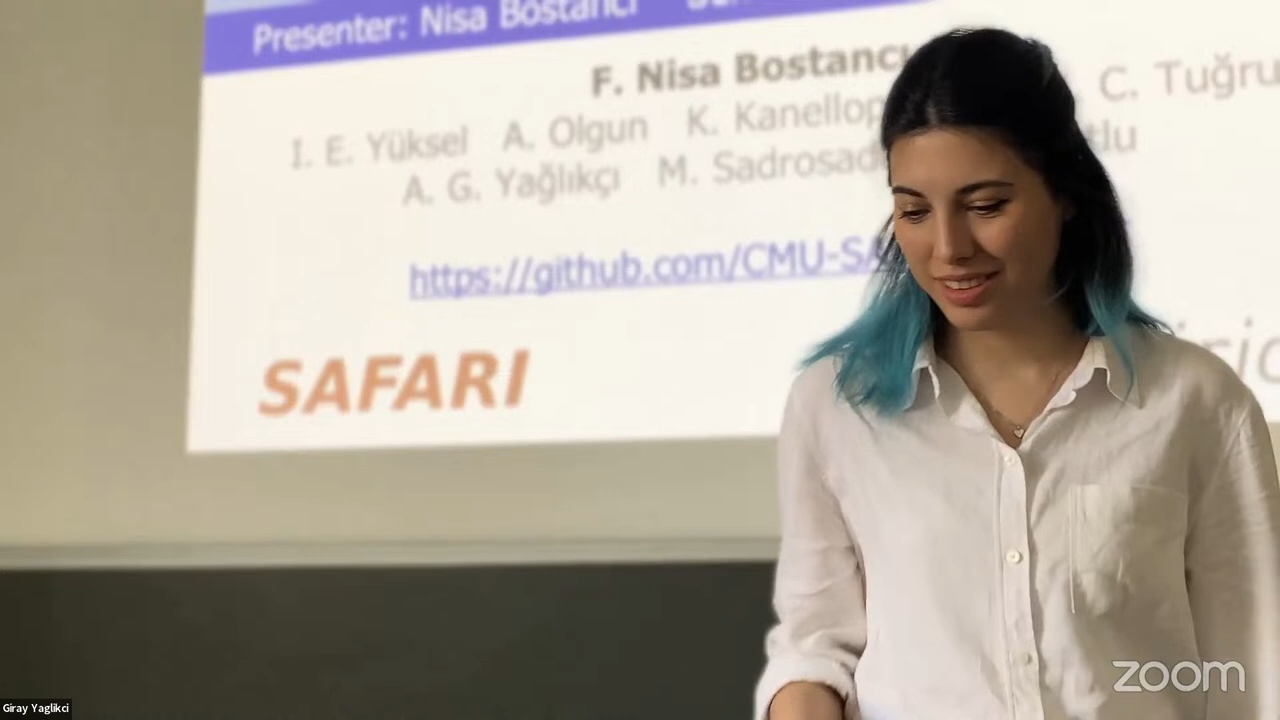 Presenter: Nisa Bostancı
F. Nisa Bostancı
I. E. Yüksel A. Olgun K. Kanellop C. Tuğru
A. G. Yağlıkçı M. Sadrosad tlu
https://github.com/CMU-SA
SAFARI
zoom
Giray Yaglikci